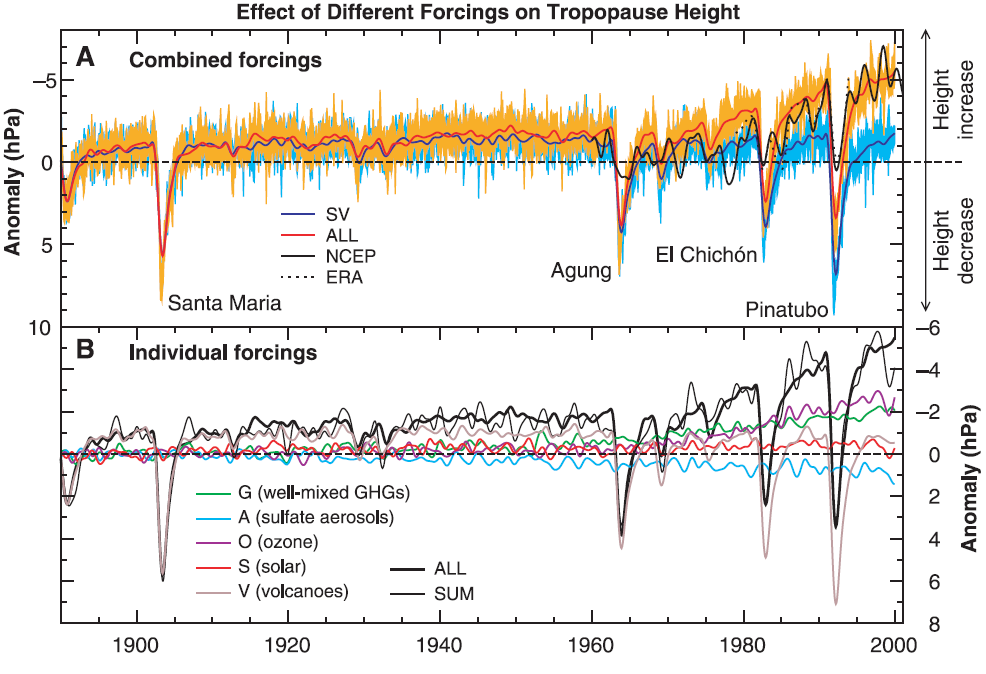 Effect of Different Forcings on Tropopause Height
A Combined forcings
Anomaly (hPa)
−5
0
5
10
SV
ALL
NCEP
ERA
Santa Maria
Agung
El Chichón
Pinatubo
Height
increase
Height
decrease
B Individual forcings
−6
−4
−2
0
2
4
6
8
Anomaly (hPa)
G (well-mixed GHGs)
A (sulfate aerosols)
O (ozone)
S (solar)
V (volcanoes)
ALL
SUM
1900 1920 1940 1960 1980 2000